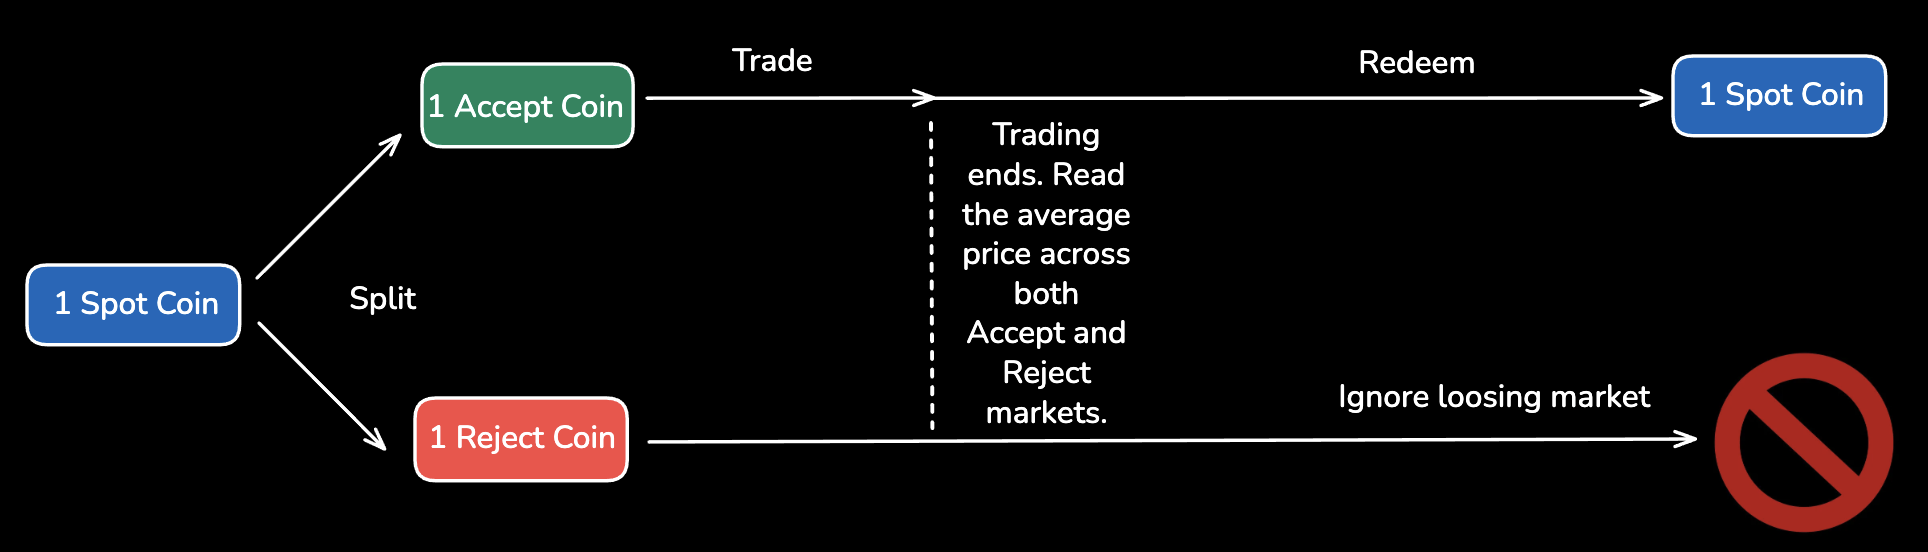 Trade
Redeem
1 Accept Coin
1 Spot Coin
Trading
ends. Read
the average
price across
both
Accept and
Reject
markets.
1 Spot Coin
Split
Ignore loosing market
1 Reject Coin